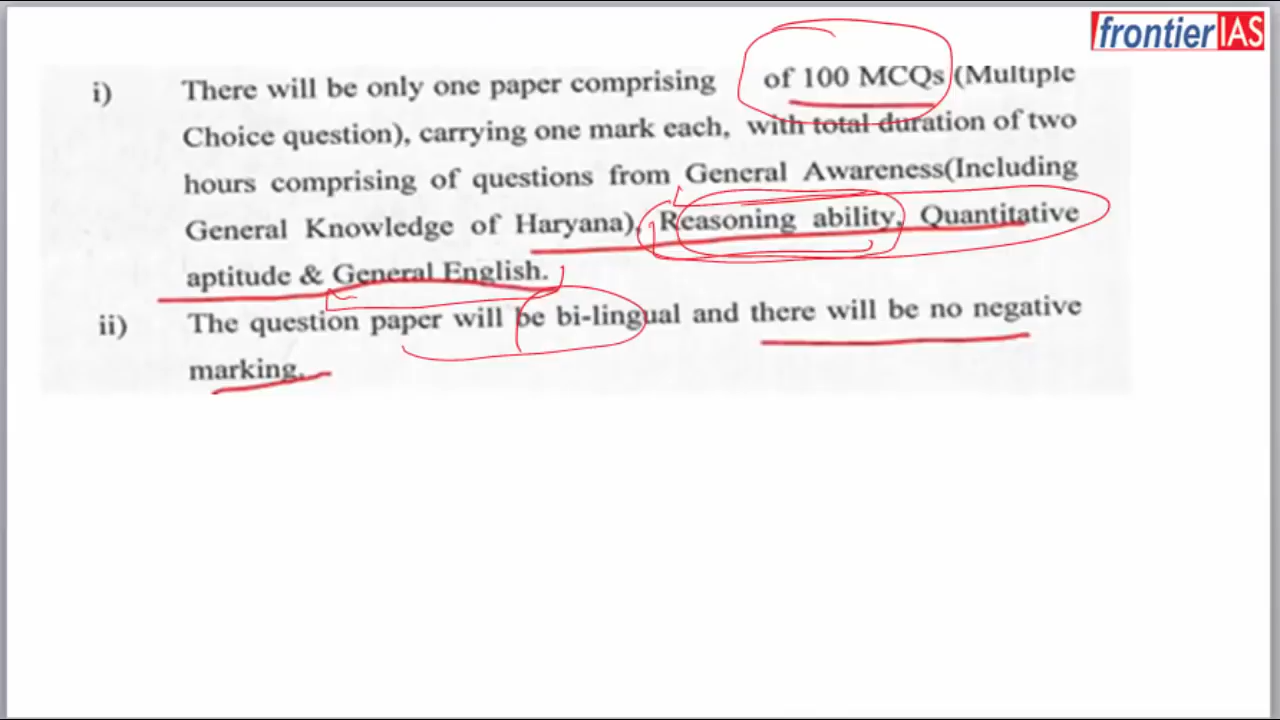 frontier IAS
i) There will be only one paper comprising of 100 MCQs (Multiple
Choice question), carrying one mark each, with total duration of two
hours comprising of questions from General Awareness(Including
General Knowledge of Haryana), Reasoning ability, Quantitative
aptitude & General English.
ii) The question paper will be bi-lingual and there will be no negative
marking.